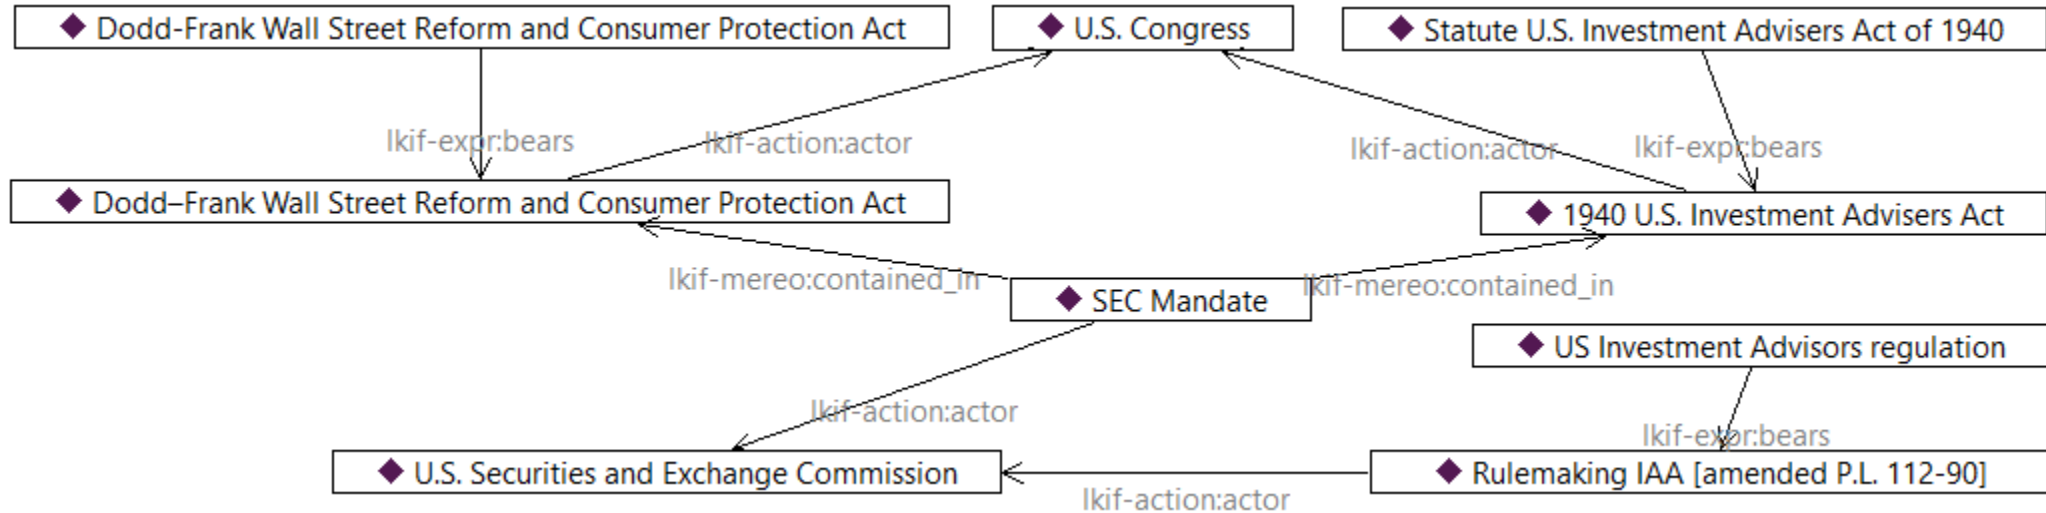 Dodd-Frank Wall Street Reform and Consumer Protection Act
U.S. Congress
Statute U.S. Investment Advisers Act of 1940
lkif-expr:bears
lkif-action:actor
lkif-action:actor
lkif-expr:bears
Dodd–Frank Wall Street Reform and Consumer Protection Act
1940 U.S. Investment Advisers Act
lkif-mereo:contained_in
SEC Mandate
lkif-mereo:contained_in
US Investment Advisors regulation
lkif-action:actor
lkif-expr:bears
U.S. Securities and Exchange Commission
Rulemaking IAA [amended P.L. 112-90]
lkif-action:actor